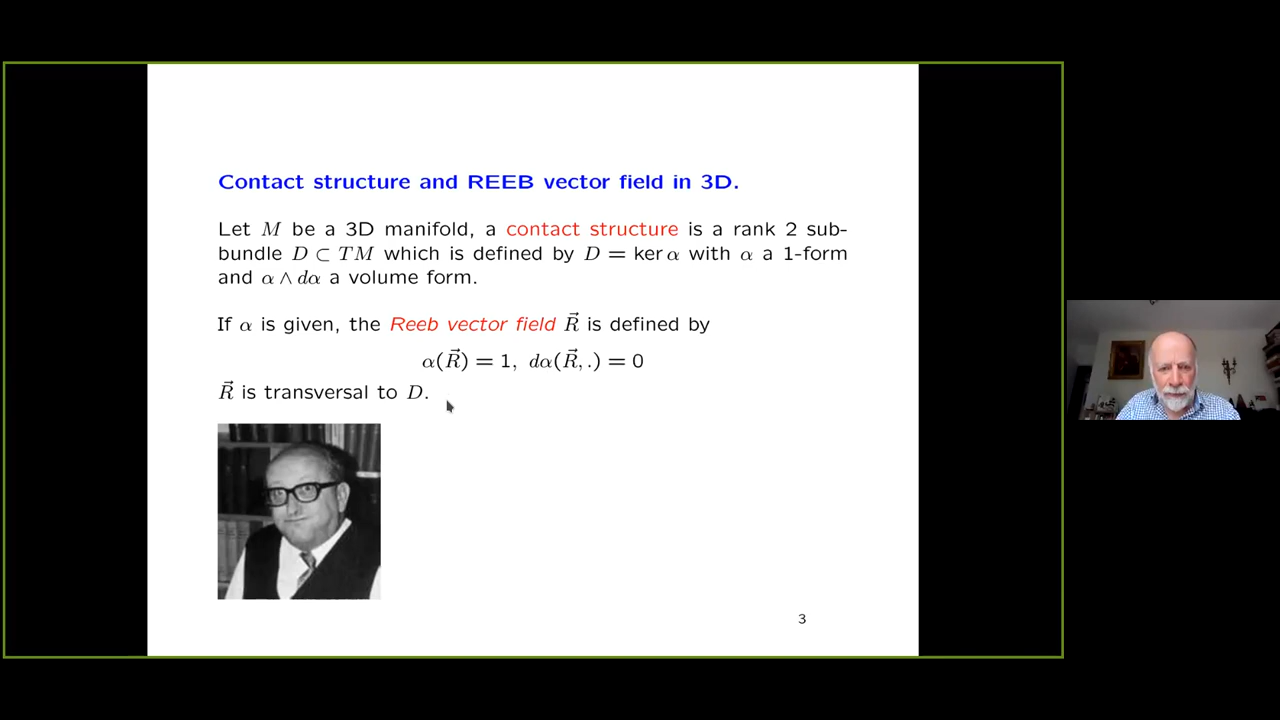 Contact structure and REEB vector field in 3D.
Let M be a 3D manifold, a contact structure is a rank 2 sub-
bundle D ⊂ TM which is defined by D = ker α with α a 1-form
and α ∧ dα a volume form.
If α is given, the Reeb vector field R⃗ is defined by
α(R⃗) = 1, dα(R⃗, .) = 0
R⃗ is transversal to D.
3